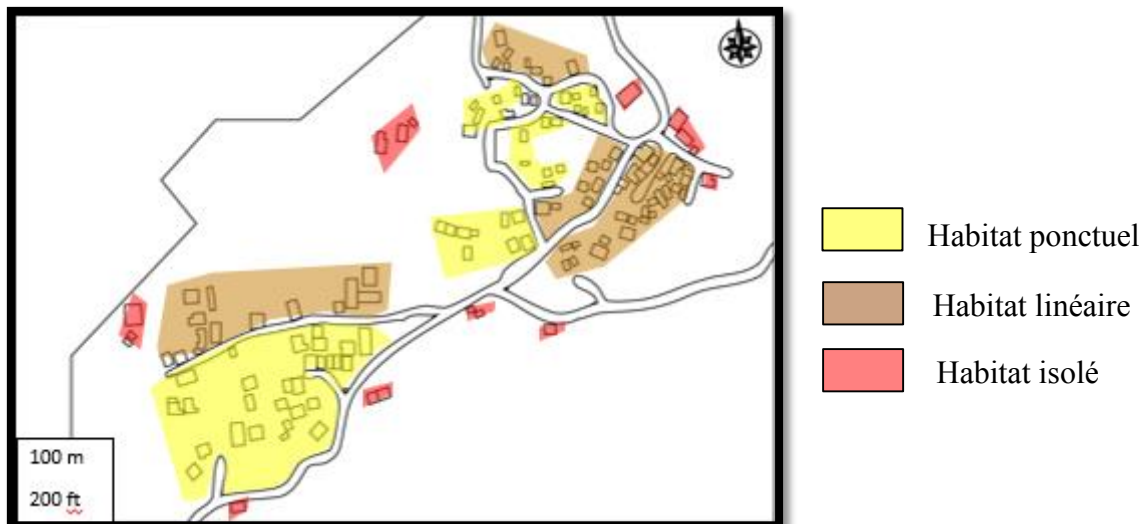 100 m
200 ft
Habitat ponctuel
Habitat linéaire
Habitat isolé